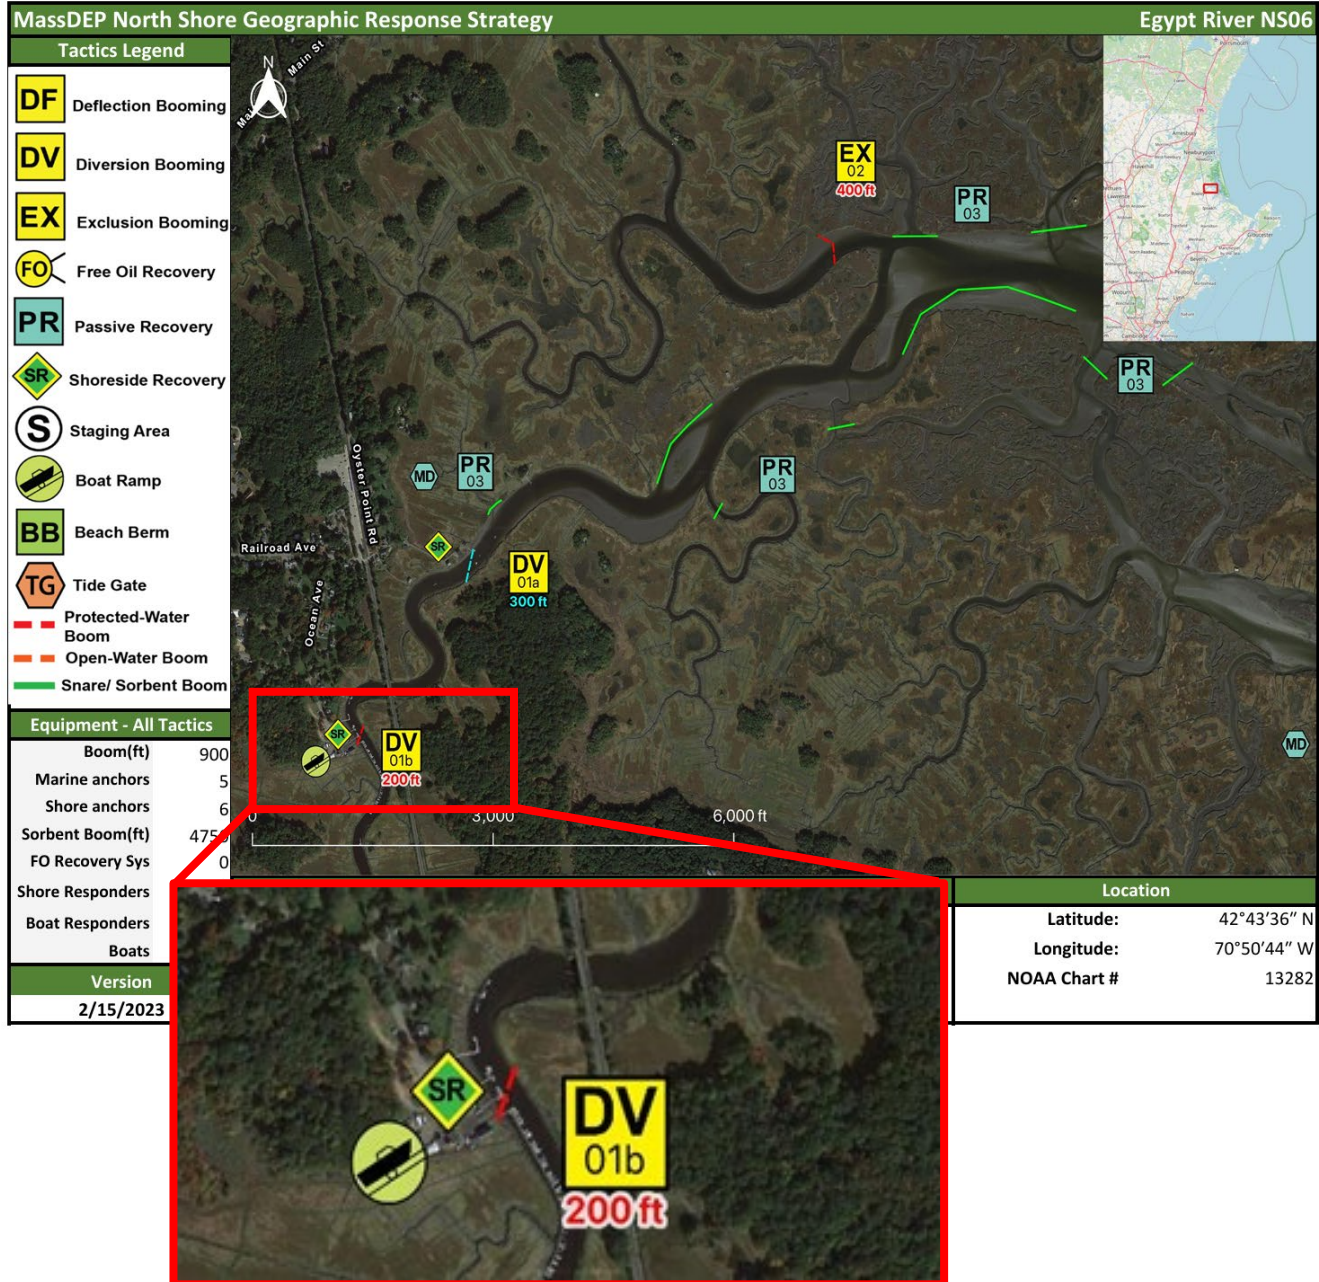 MassDEP North Shore Geographic Response Strategy
Egypt River NS06
Tactics Legend
DF Deflection Booming
DV Diversion Booming
EX Exclusion Booming
FO Free Oil Recovery
PR Passive Recovery
SR Shoreside Recovery
S Staging Area
Boat Ramp
BB Beach Berm
TG Tide Gate
Protected-Water
Boom
Open-Water Boom
Snare/ Sorbent Boom
Equipment - All Tactics
Boom(ft) 900
Marine anchors 5
Shore anchors 6
Sorbent Boom(ft) 4750
FO Recovery Sys 0
Shore Responders
Boat Responders
Boats
Version
2/15/2023
N
Main St
EX
02
400 ft
PR
03
PR
03
Oyster Point Rd
MD
PR
03
PR
03
Railroad Ave
SR
DV
01a
300 ft
Ocean Ave
SR
DV
01b
200 ft
MD
0
3,000
6,000 ft
SR
DV
01b
200 ft
Location
Latitude: 42°43'36” N
Longitude: 70°50'44” W
NOAA Chart # 13282